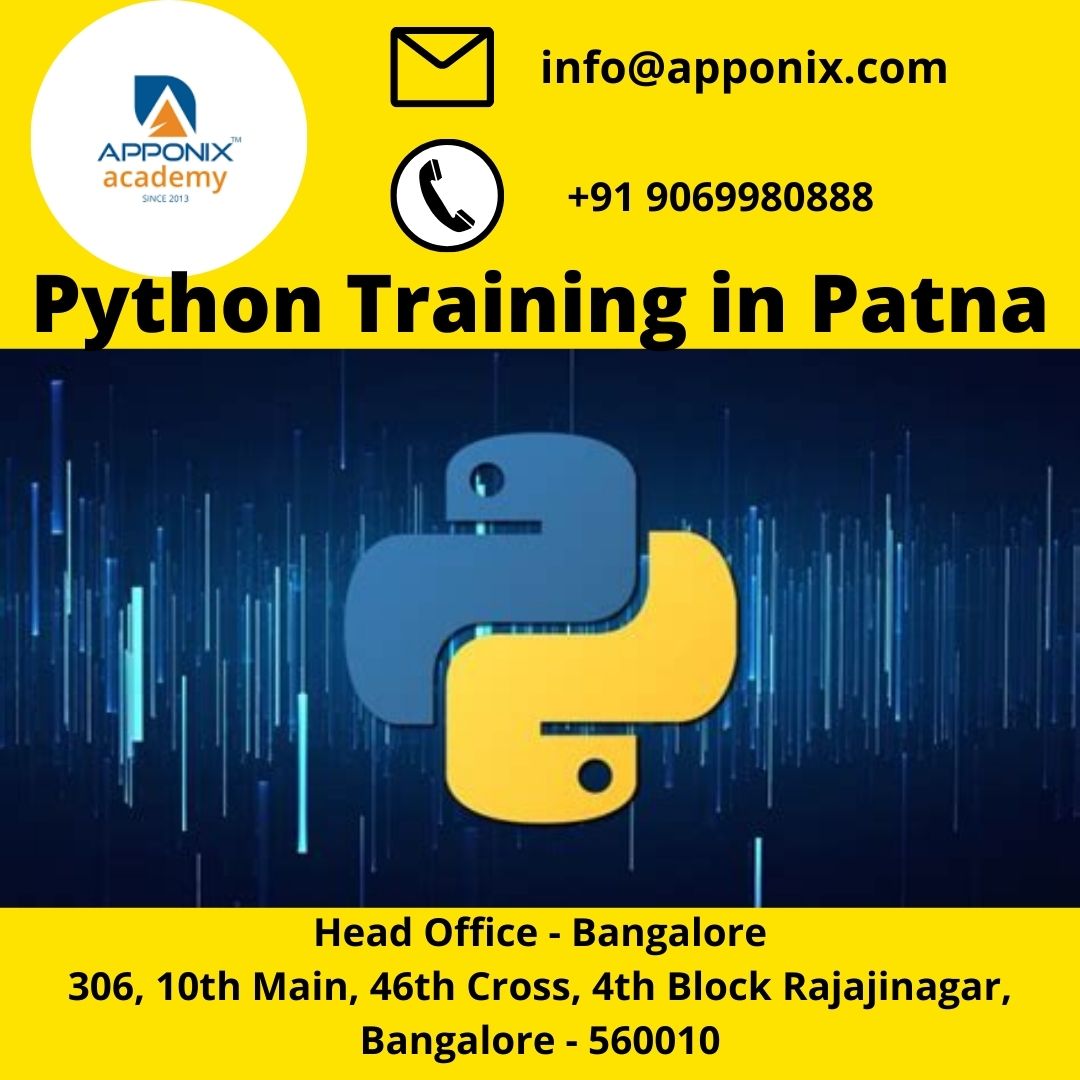 APPONIX™
academy
SINCE 2013
info@apponix.com
+91 9069980888
Python Training in Patna
Head Office - Bangalore
306, 10th Main, 46th Cross, 4th Block Rajajinagar,
Bangalore - 560010